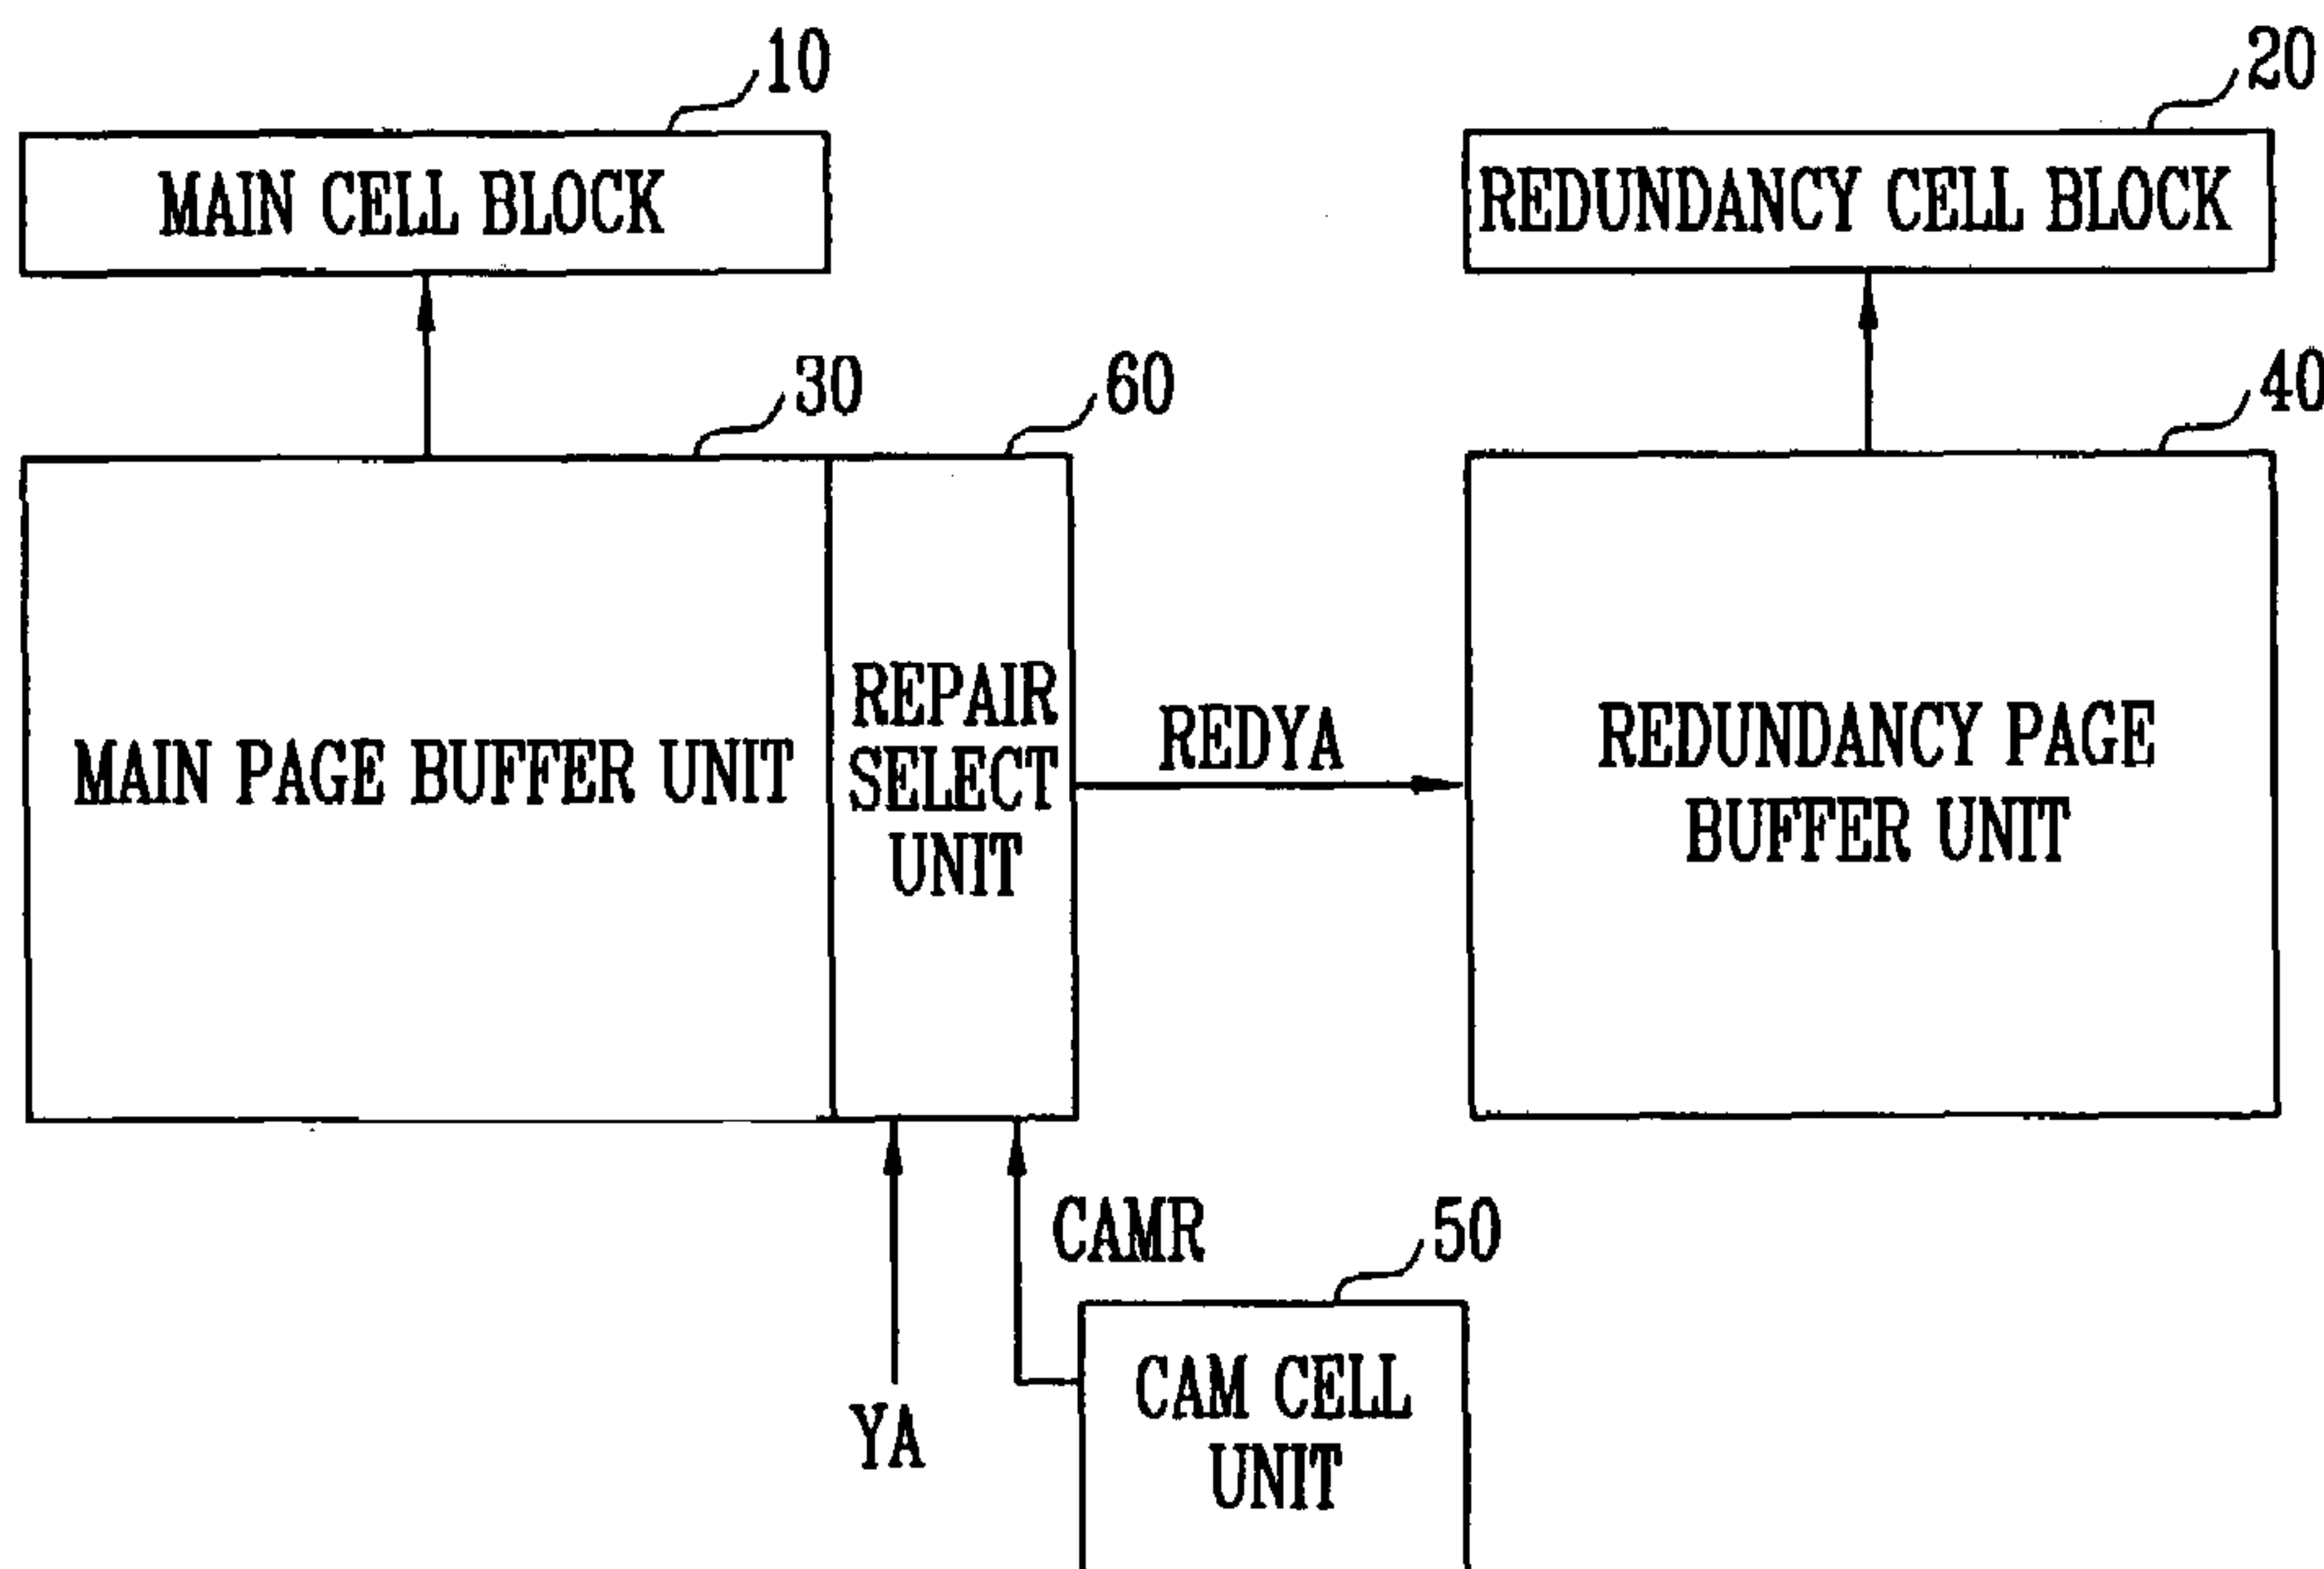 10
20
MAIN CELL BLOCK
REDUNDANCY CELL BLOCK
30
60
40
MAIN PAGE BUFFER UNIT
REPAIR
SELECT
UNIT
REDYA
REDUNDANCY PAGE
BUFFER UNIT
CAMR
50
YA
CAM CELL
UNIT